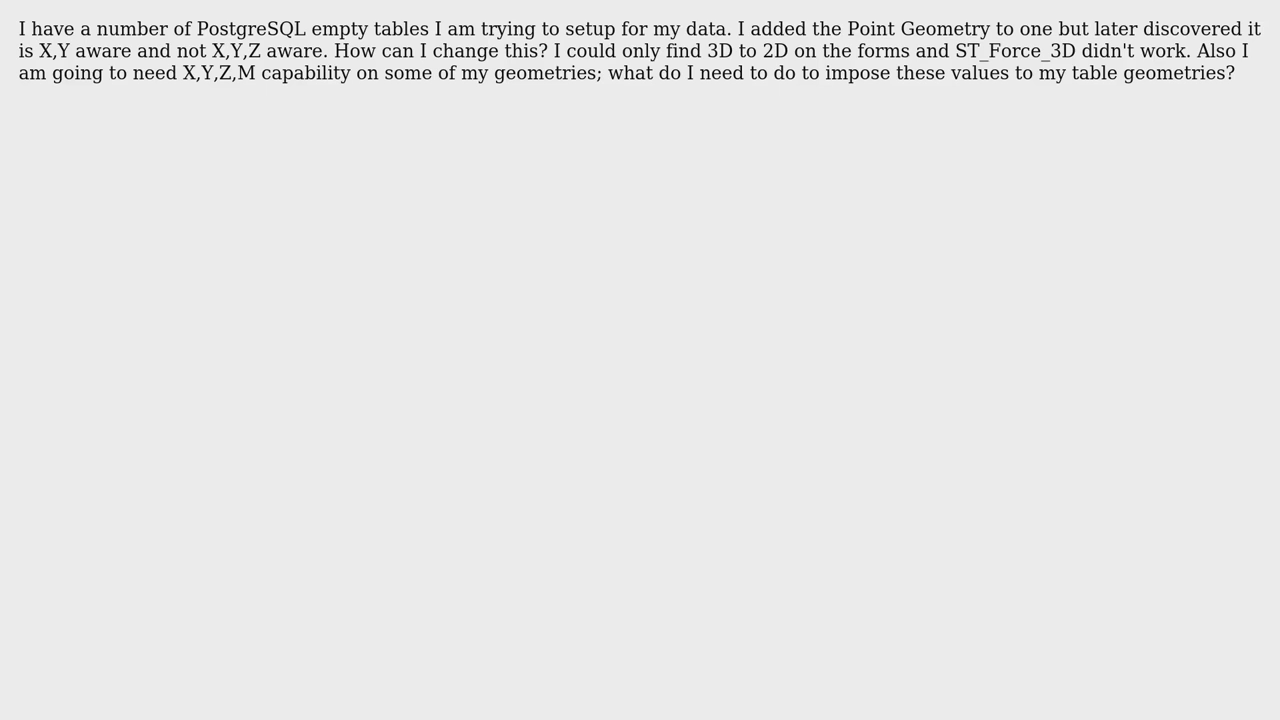 I have a number of PostgreSQL empty tables I am trying to setup for my data. I added the Point Geometry to one but later discovered it
is X,Y aware and not X,Y,Z aware. How can I change this? I could only find 3D to 2D on the forms and ST_Force_3D didn't work. Also I
am going to need X,Y,Z,M capability on some of my geometries; what do I need to do to impose these values to my table geometries?